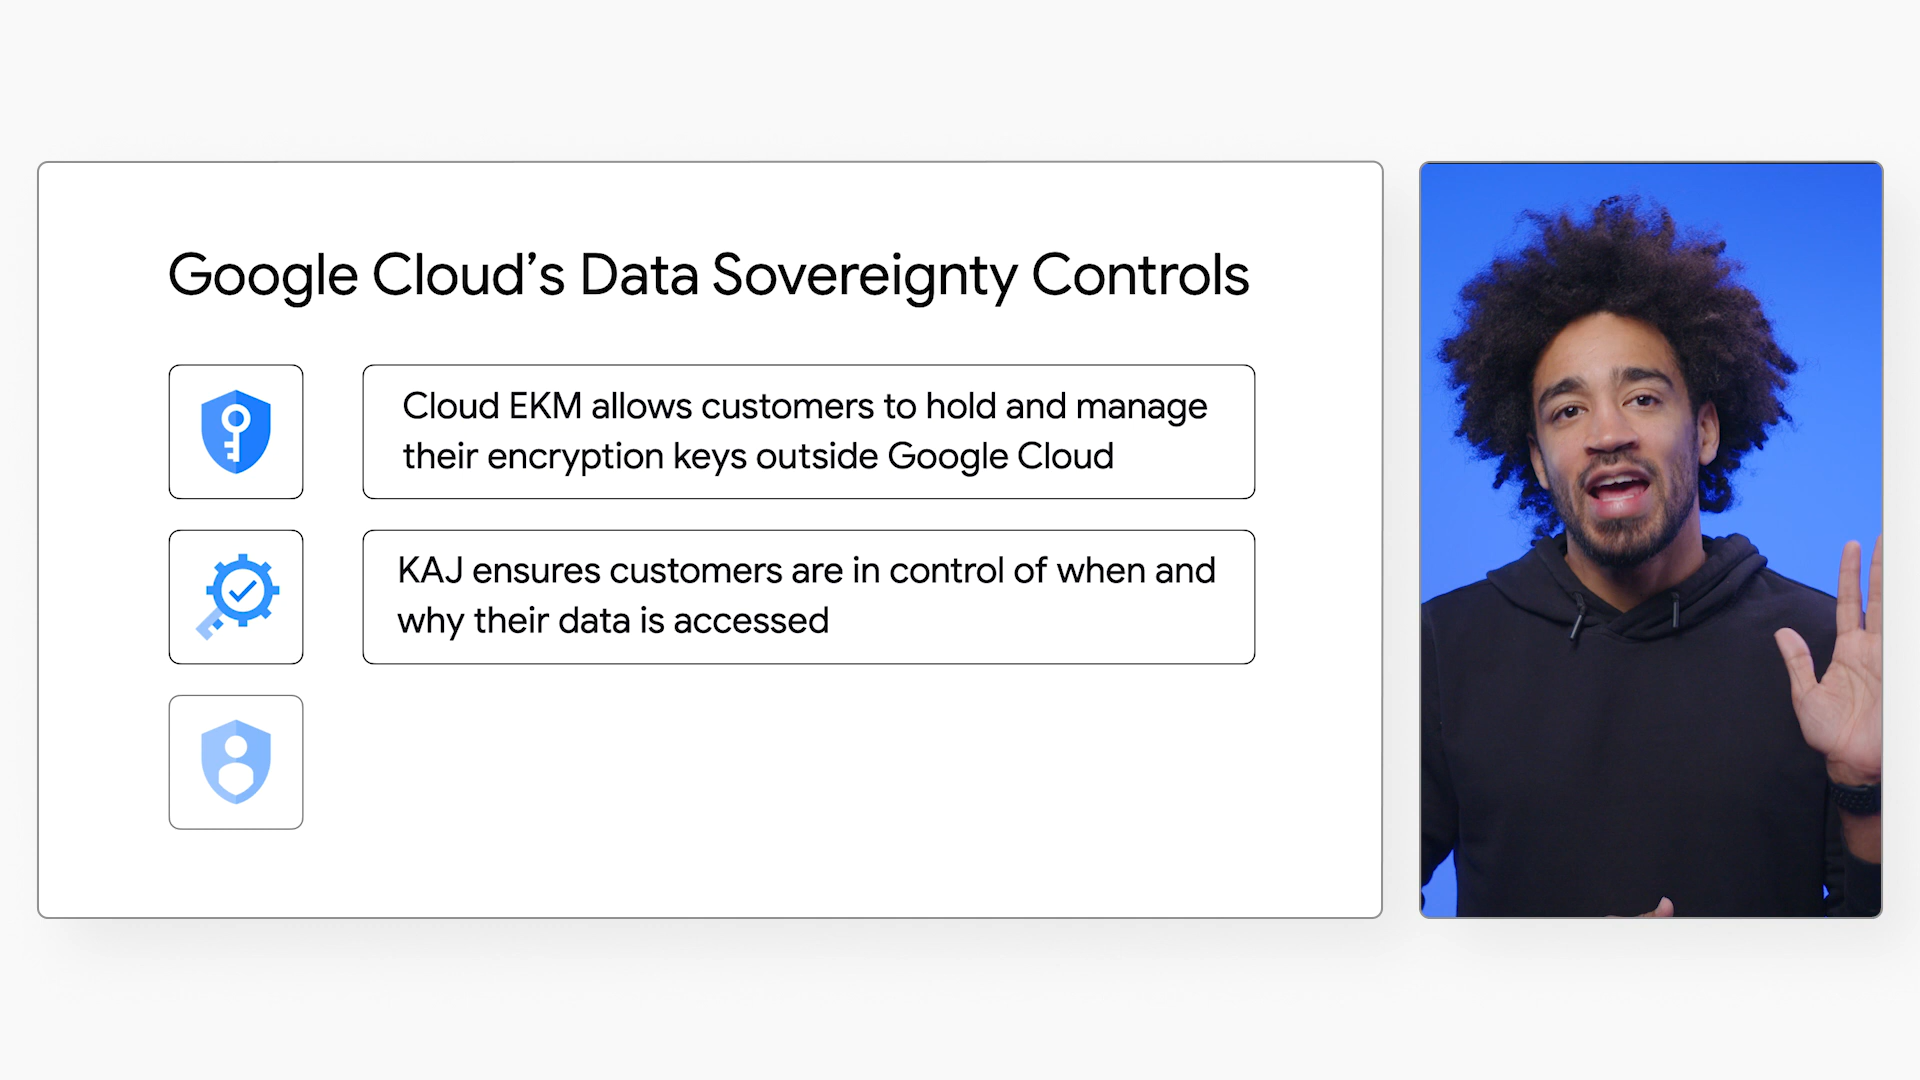 Google Cloud’s Data Sovereignty Controls
Cloud EKM allows customers to hold and manage
their encryption keys outside Google Cloud
KAJ ensures customers are in control of when and
why their data is accessed